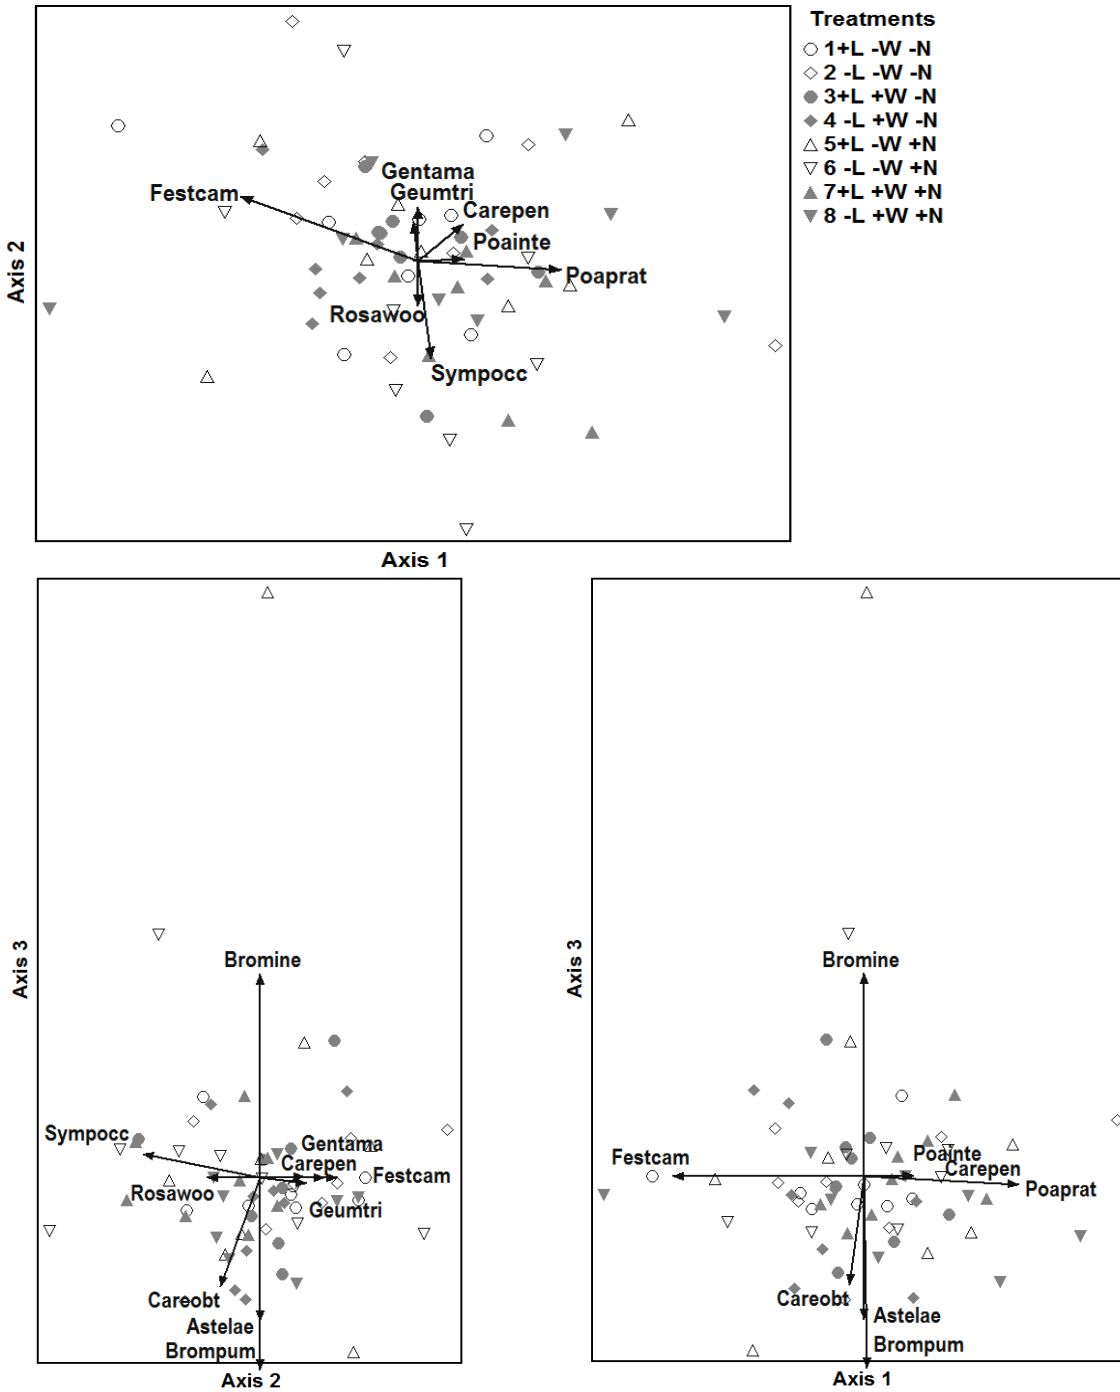 Treatments
1+L -W -N
2 -L -W -N
3+L +W -N
4 -L +W -N
5+L -W +N
6 -L -W +N
7+L +W +N
8 -L +W +N
Gentama
Festcam
Geumtri
Carepen
Poainte
Poaprat
Rosawoo
Sympocc
Axis 2
Axis 1
Bromine
Sympocc
Gentama
Carepen
Festcam
Rosawoo
Geumtri
Careobt
Astelae
Brompum
Axis 3
Axis 2
Bromine
Festcam
Poainte
Carepen
Poaprat
Careobt
Astelae
Brompum
Axis 3
Axis 1